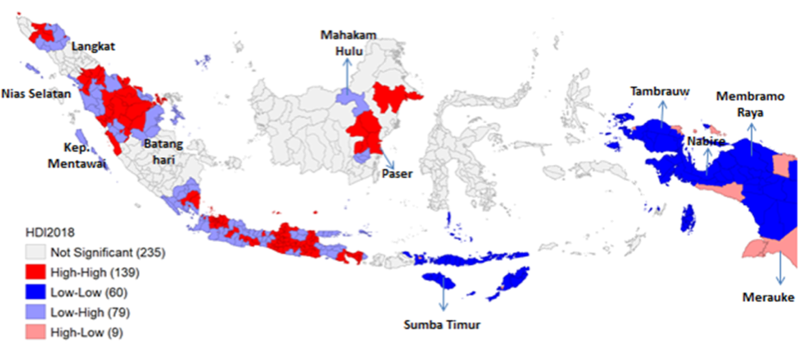 Mahakam
Hulu
Langkat
Nias Selatan
Tambrauw
Membramo
Raya
Nabire
Kep.
Mentawai
Batang
hari
Paser
HDI2018
Not Significant (235)
High-High (139)
Low-Low (60)
Low-High (79)
High-Low (9)
Sumba Timur
Merauke